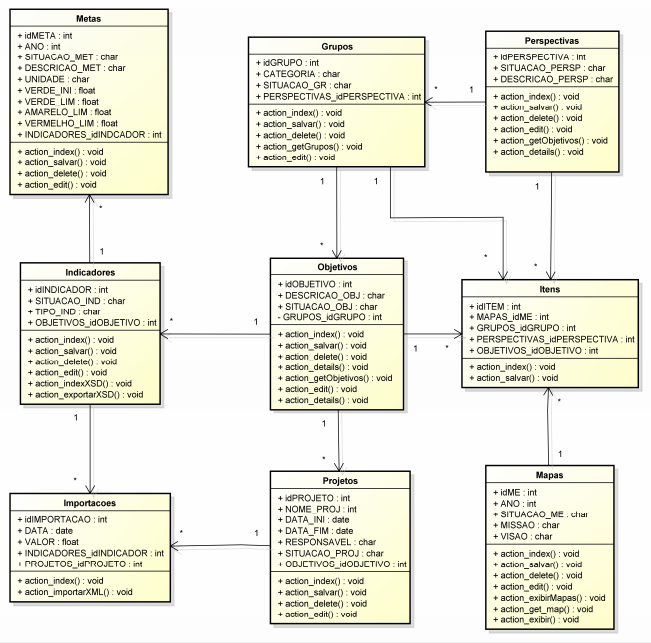 Metas
+ idMETA : int
+ ANO : int
+ SITUACAO_MET : char
+ DESCRICAO_MET : char
+ UNIDADE : char
+ VERDE_INI : float
+ VERDE_LIM : float
+ AMARELO_LIM : float
+ VERMELHO_LIM : float
+ INDICADORES_idINDCADOR : int
+ action_index() : void
+ action_salvar() : void
+ action_delete() : void
+ action_edit() : void
Grupos
+ idGRUPO : int
+ CATEGORIA : char
+ SITUACAO_GR : char
+ PERSPECTIVAS_idPERSPECTIVA : int
+ action_index() : void
+ action_salvar() : void
+ action_delete() : void
+ action_getGrupos() : void
+ action_edit() : void
* 1
Perspectivas
+ idPERSPECTIVA : int
+ SITUACAO_PERSP : char
+ DESCRICAO_PERSP : char
+ action_index() : void
+ action_salvar() : void
+ action_delete() : void
+ action_edit() : void
+ action_getObjetivos() : void
+ action_details() : void
1 1 1
*
1
* * *
Indicadores
+ idINDICADOR : int
+ SITUACAO_IND : char
+ TIPO_IND : char
+ OBJETIVOS_idOBJETIVO : int
+ action_index() : void
+ action_salvar() : void
+ action_delete() : void
+ action_edit() : void
+ action_indexXSD() : void
+ action_exportarXSD() : void
* 1
Objetivos
+ idOBJETIVO : int
+ DESCRICAO_OBJ : char
+ SITUACAO_OBJ : char
- GRUPOS_idGRUPO : int
+ action_index() : void
+ action_salvar() : void
+ action_delete() : void
+ action_details() : void
+ action_getObjetivos() : void
+ action_edit() : void
+ action_details() : void
1 *
Itens
+ idITEM : int
+ MAPAS_idME : int
+ GRUPOS_idGRUPO : int
+ PERSPECTIVAS_idPERSPECTIVA : int
+ OBJETIVOS_idOBJETIVO : int
+ action_index() : void
+ action_salvar() : void
1 1 *
* * 1
Importacoes
+ idIMPORTACAO : int
+ DATA : date
+ VALOR : float
+ INDICADORES_idINDICADOR : int
+ PROJETOS_idPROJETO : int
+ action_index() : void
+ action_importarXML() : void
* 1
Projetos
+ idPROJETO : int
+ NOME_PROJ : int
+ DATA_INI : date
+ DATA_FIM : date
+ RESPONSAVEL : char
+ SITUACAO_PROJ : char
+ OBJETIVOS_idOBJETIVO : int
+ action_index() : void
+ action_salvar() : void
+ action_delete() : void
+ action_edit() : void
Mapas
+ idME : int
+ ANO : int
+ SITUACAO_ME : char
+ MISSAO : char
+ VISAO : char
+ action_index() : void
+ action_salvar() : void
+ action_delete() : void
+ action_edit() : void
+ action_exibirMapas() : void
+ action_get_map() : void
+ action_exibir() : void